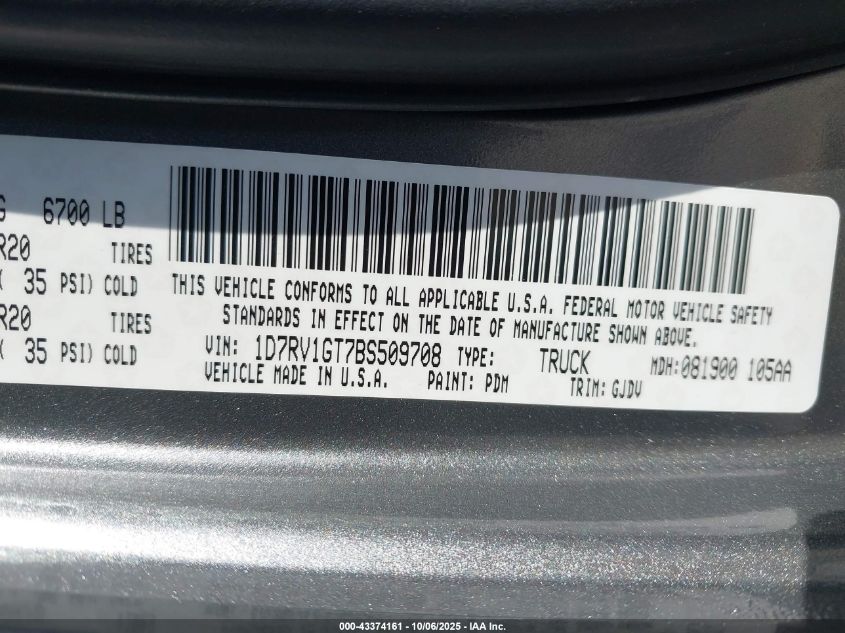 6700 LB
R20 TIRES
35 PSI) COLD
R20 TIRES
35 PSI) COLD
THIS VEHICLE CONFORMS TO ALL APPLICABLE U.S.A. FEDERAL MOTOR VEHICLE SAFETY
STANDARDS IN EFFECT ON THE DATE OF MANUFACTURE SHOWN ABOVE.
VIN: 1D7RV1GT7BS509708 TYPE: TRUCK MDH:081900 105AA
VEHICLE MADE IN U.S.A. PAINT: PDM TRIM: GJDV
000-43374161 - 10/06/2025 - IAA Inc.